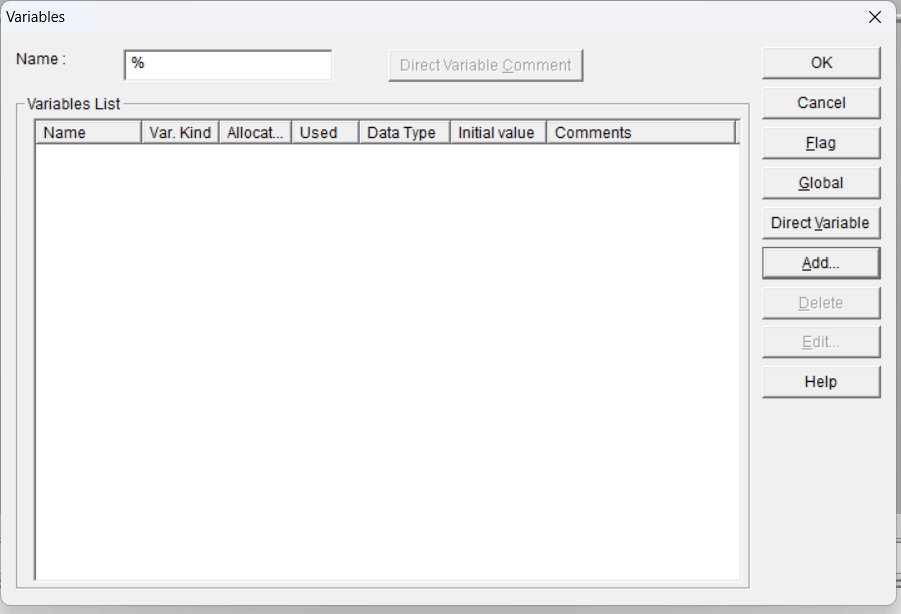 Variables
Name :
%
Direct Variable Comment
OK
Cancel
Flag
Global
Direct Variable
Add...
Delete
Edit...
Help
Variables List
Name Var. Kind Allocat... Used Data Type Initial value Comments